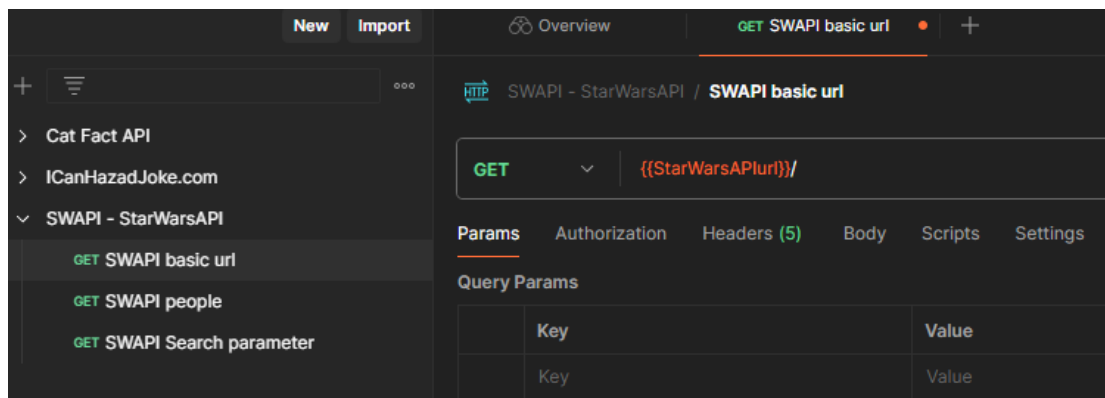 New Import
Overview
GET SWAPI basic url
HTTP SWAPI - StarWarsAPI / SWAPI basic url
Cat Fact API
ICanHazadJoke.com
SWAPI - StarWarsAPI
GET SWAPI basic url
GET SWAPI people
GET SWAPI Search parameter
GET {{StarWarsAPIurl}}/
Params Authorization Headers (5) Body Scripts Settings
Query Params
Key Value
Key Value